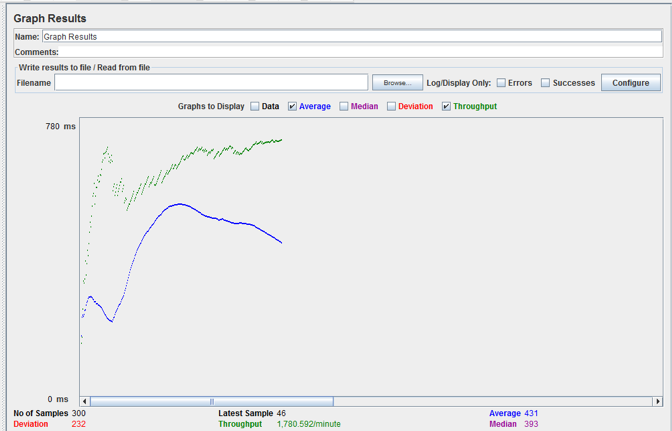 Graph Results
Name: Graph Results
Comments:
Write results to file / Read from file
Filename Browse... Log/Display Only: Errors Successes Configure
Graphs to Display Data Average Median Deviation Throughput
780 ms
0 ms
No of Samples 300 Latest Sample 46 Average 431
Deviation 232 Throughput 1,780.592/minute Median 393